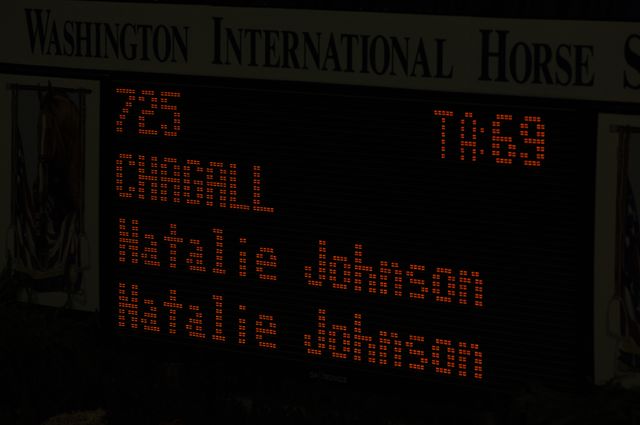 WASHINGTON INTERNATIONAL HORSE S
725 TA:69
CHAGALL
Natalie Johnson
Natalie Johnson